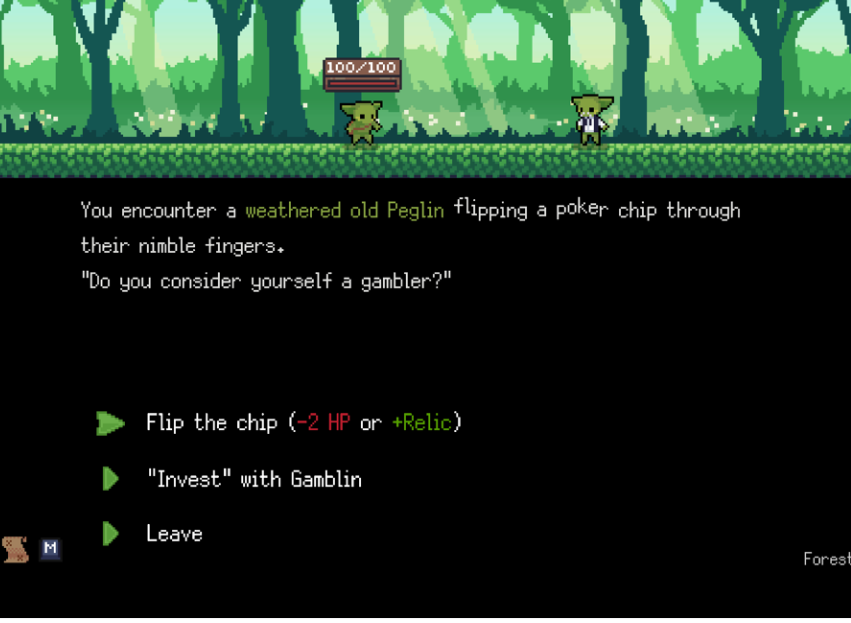 100/100
You encounter a weathered old Peglin flipping a poker chip through
their nimble fingers.
"Do you consider yourself a gambler?"
Flip the chip (-2 HP or +Relic)
"Invest" with Gamblin
Leave
M
Forest